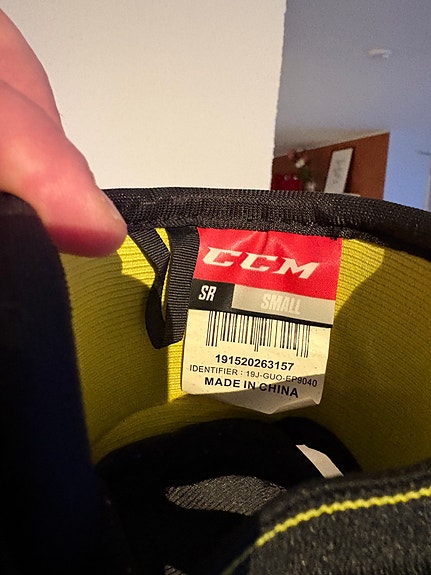 CCM
SR SMALL
191520263157
IDENTIFIER : 19J-GUO-EP9040
MADE IN CHINA